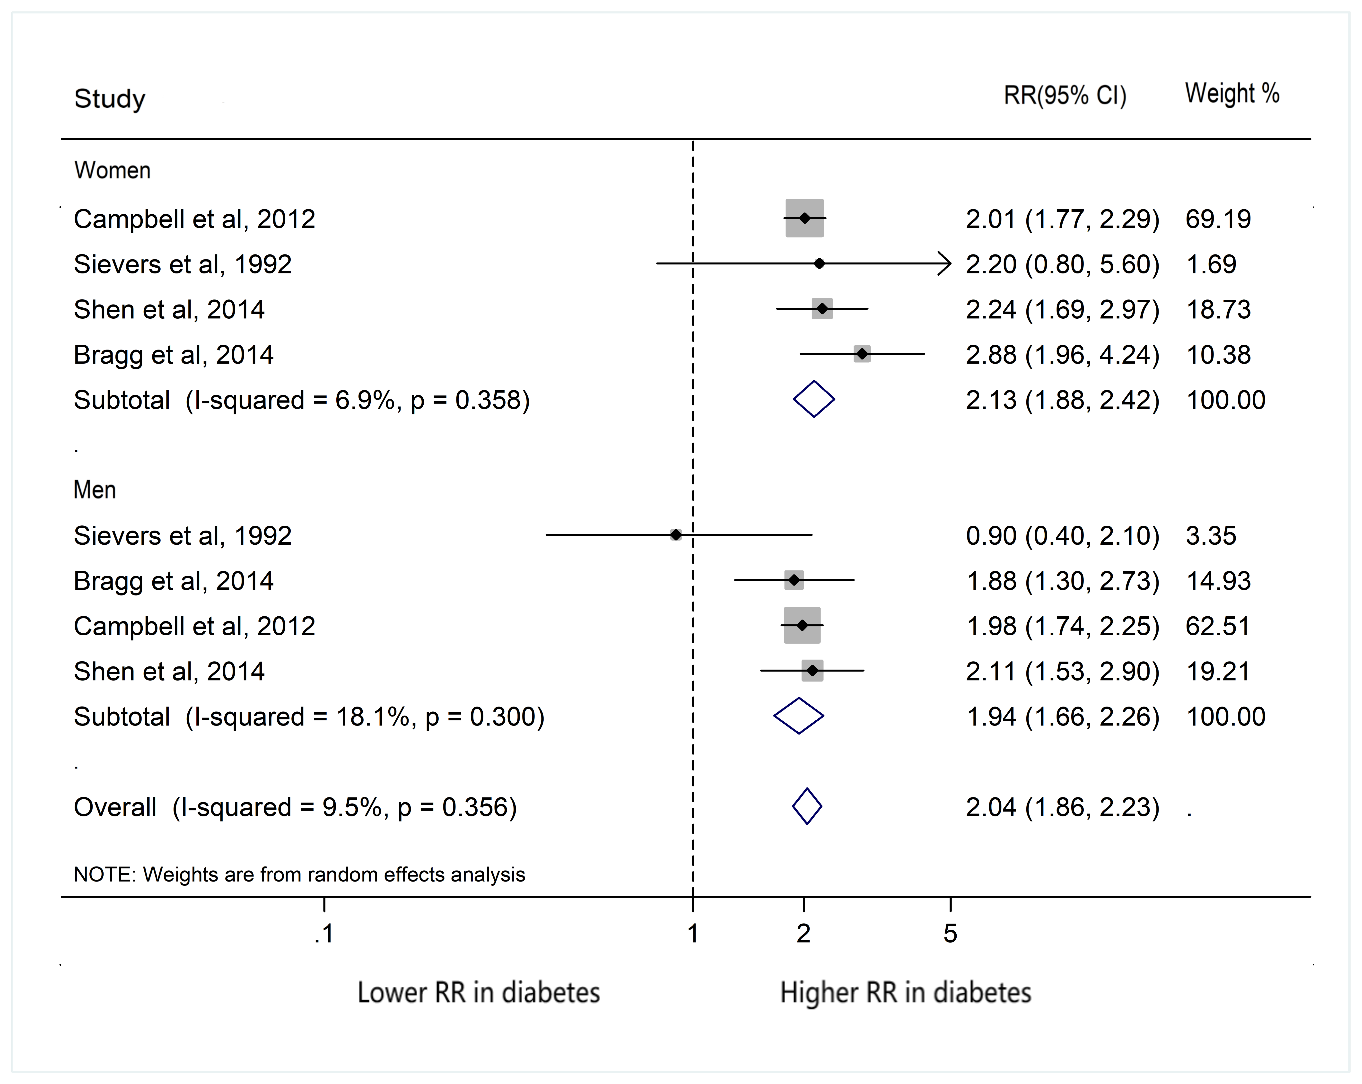 Study RR(95% CI) Weight %
Women
Campbell et al, 2012 2.01 (1.77, 2.29) 69.19
Sievers et al, 1992 2.20 (0.80, 5.60) 1.69
Shen et al, 2014 2.24 (1.69, 2.97) 18.73
Bragg et al, 2014 2.88 (1.96, 4.24) 10.38
Subtotal (I-squared = 6.9%, p = 0.358) 2.13 (1.88, 2.42) 100.00
.
Men
Sievers et al, 1992 0.90 (0.40, 2.10) 3.35
Bragg et al, 2014 1.88 (1.30, 2.73) 14.93
Campbell et al, 2012 1.98 (1.74, 2.25) 62.51
Shen et al, 2014 2.11 (1.53, 2.90) 19.21
Subtotal (I-squared = 18.1%, p = 0.300) 1.94 (1.66, 2.26) 100.00
.
Overall (I-squared = 9.5%, p = 0.356) 2.04 (1.86, 2.23) .
NOTE: Weights are from random effects analysis
.1 1 2 5
Lower RR in diabetes Higher RR in diabetes